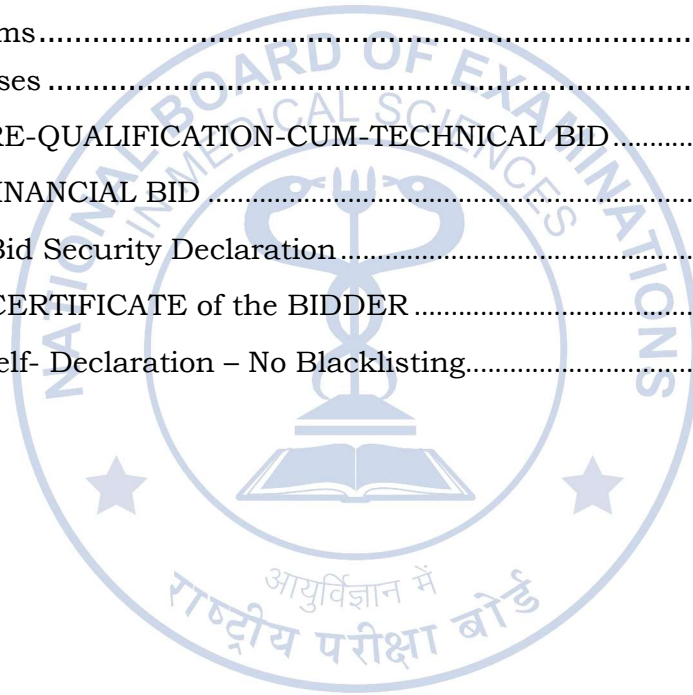 ms....................................................................
ses....................................................................
RE-QUALIFICATION-CUM-TECHNICAL BID............
INANCIAL BID....................................................................
Bid Security Declaration..................................................
CERTIFICATE of the BIDDER.......................................
elf- Declaration – No Blacklisting...............................
NATIONAL BOARD OF EXAMINATIONS
IN MEDICAL SCIENCES
आयुर्विज्ञान में
राष्ट्रीय परीक्षा बोर्ड